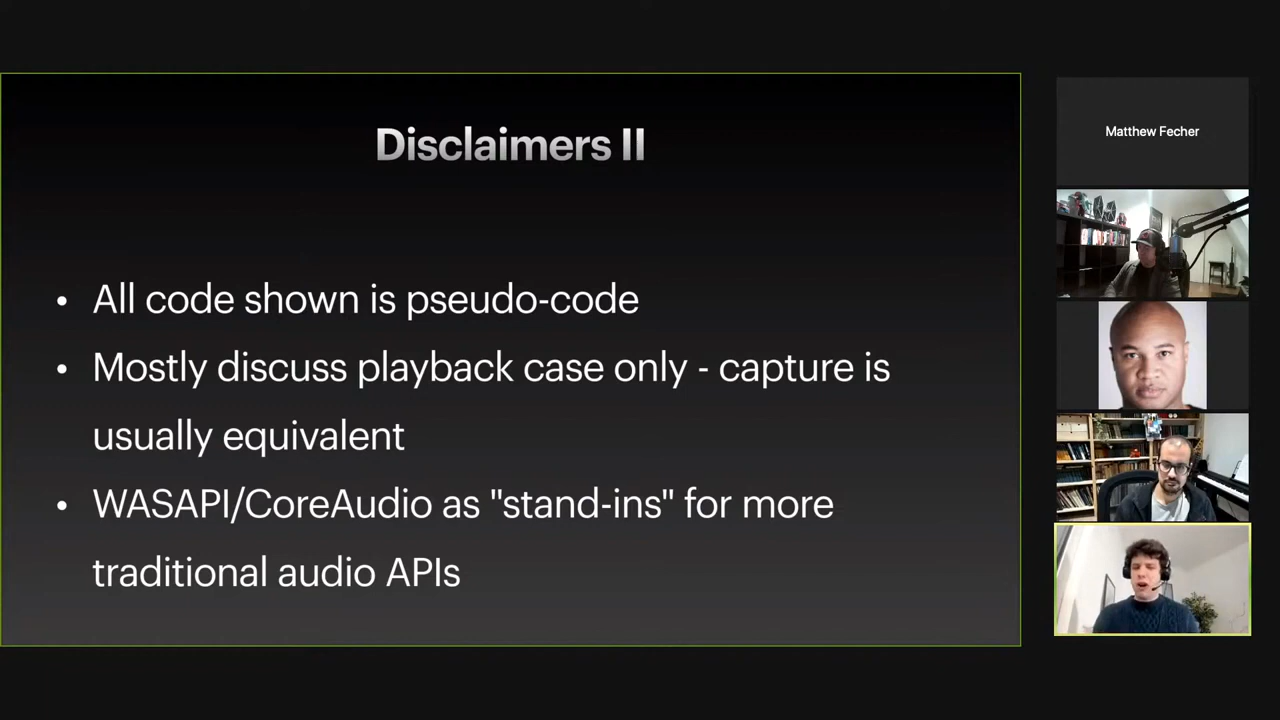 Disclaimers II
• All code shown is pseudo-code
• Mostly discuss playback case only - capture is
usually equivalent
• WASAPI/CoreAudio as "stand-ins" for more
traditional audio APIs
Matthew Fecher